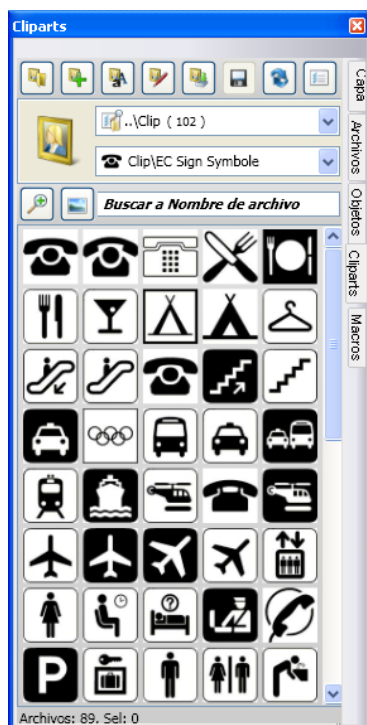 Cliparts
..\Clip ( 102 )
Clip\EC Sign Symbole
Buscar a Nombre de archivo
Capa
Archivos
Objetos
Cliparts
Macros
?
P
Archivos: 89. Sel: 0